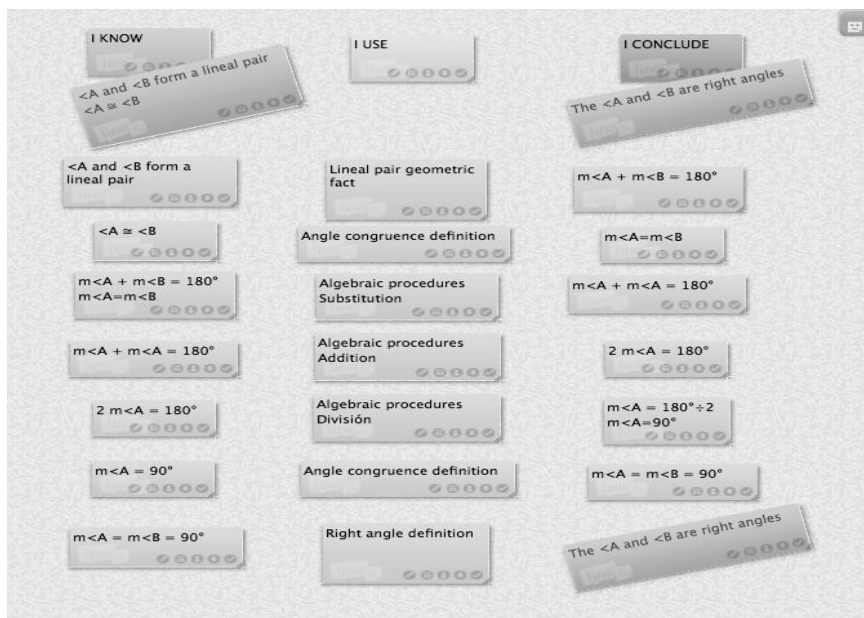 I KNOW
I USE
I CONCLUDE
<A and <B form a lineal pair
<A ≅ <B
The <A and <B are right angles
<A and <B form a
lineal pair
Lineal pair geometric
fact
m<A + m<B = 180°
<A ≅ <B
Angle congruence definition
m<A=m<B
m<A + m<B = 180°
m<A=m<B
Algebraic procedures
Substitution
m<A + m<A = 180°
m<A + m<A = 180°
Algebraic procedures
Addition
2 m<A = 180°
2 m<A = 180°
Algebraic procedures
División
m<A = 180°÷2
m<A=90°
m<A = 90°
Angle congruence definition
m<A = m<B = 90°
m<A = m<B = 90°
Right angle definition
The <A and <B are right angles